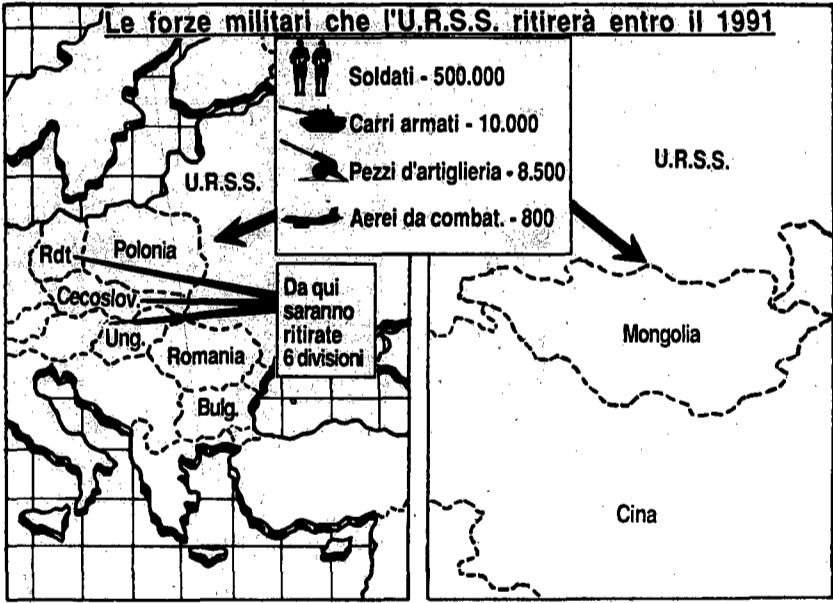 Le forze militari che l'U.R.S.S. ritirerà entro il 1991
Soldati - 500.000
Carri armati - 10.000
Pezzi d'artiglieria - 8.500
Aerei da combat. - 800
U.R.S.S.
Rdt
Polonia
Cecoslov.
Ung.
Romania
Bulg.
Da qui
saranno
ritirate
6 divisioni
U.R.S.S.
Mongolia
Cina